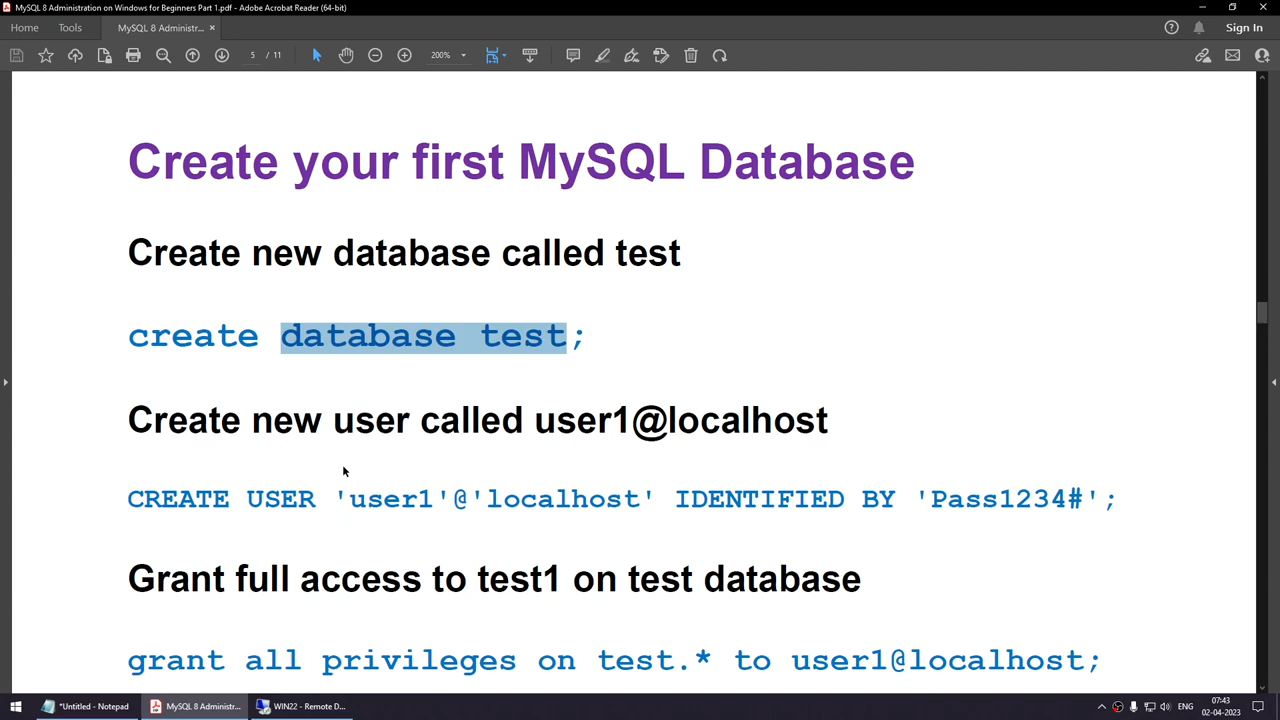 MySQL 8 Administration on Windows for Beginners Part 1.pdf - Adobe Acrobat Reader (64-bit)
Home Tools MySQL 8 Administr... × Sign In
5 / 11 200%
Create your first MySQL Database
Create new database called test
create database test;
Create new user called user1@localhost
CREATE USER 'user1'@'localhost' IDENTIFIED BY 'Pass1234#';
Grant full access to test1 on test database
grant all privileges on test.* to user1@localhost;
*Untitled - Notepad MySQL 8 Administr... WIN22 - Remote D... ENG 07:43
02-04-2023